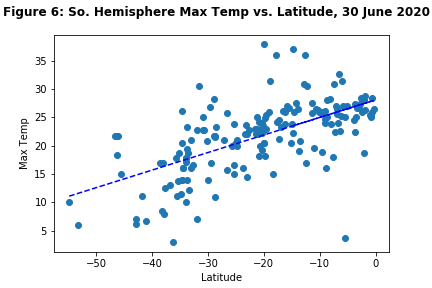 Figure 6: So. Hemisphere Max Temp vs. Latitude, 30 June 2020
Max Temp
35
30
25
20
15
10
5
−50 −40 −30 −20 −10 0
Latitude